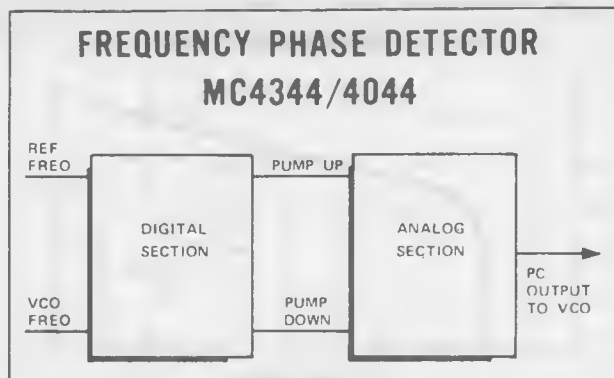 FREQUENCY PHASE DETECTOR
MC4344/4044
REF
FREQ
PUMP UP
DIGITAL
SECTION
ANALOG
SECTION
VCO
FREQ
PUMP
DOWN
PC
OUTPUT
TO VCO